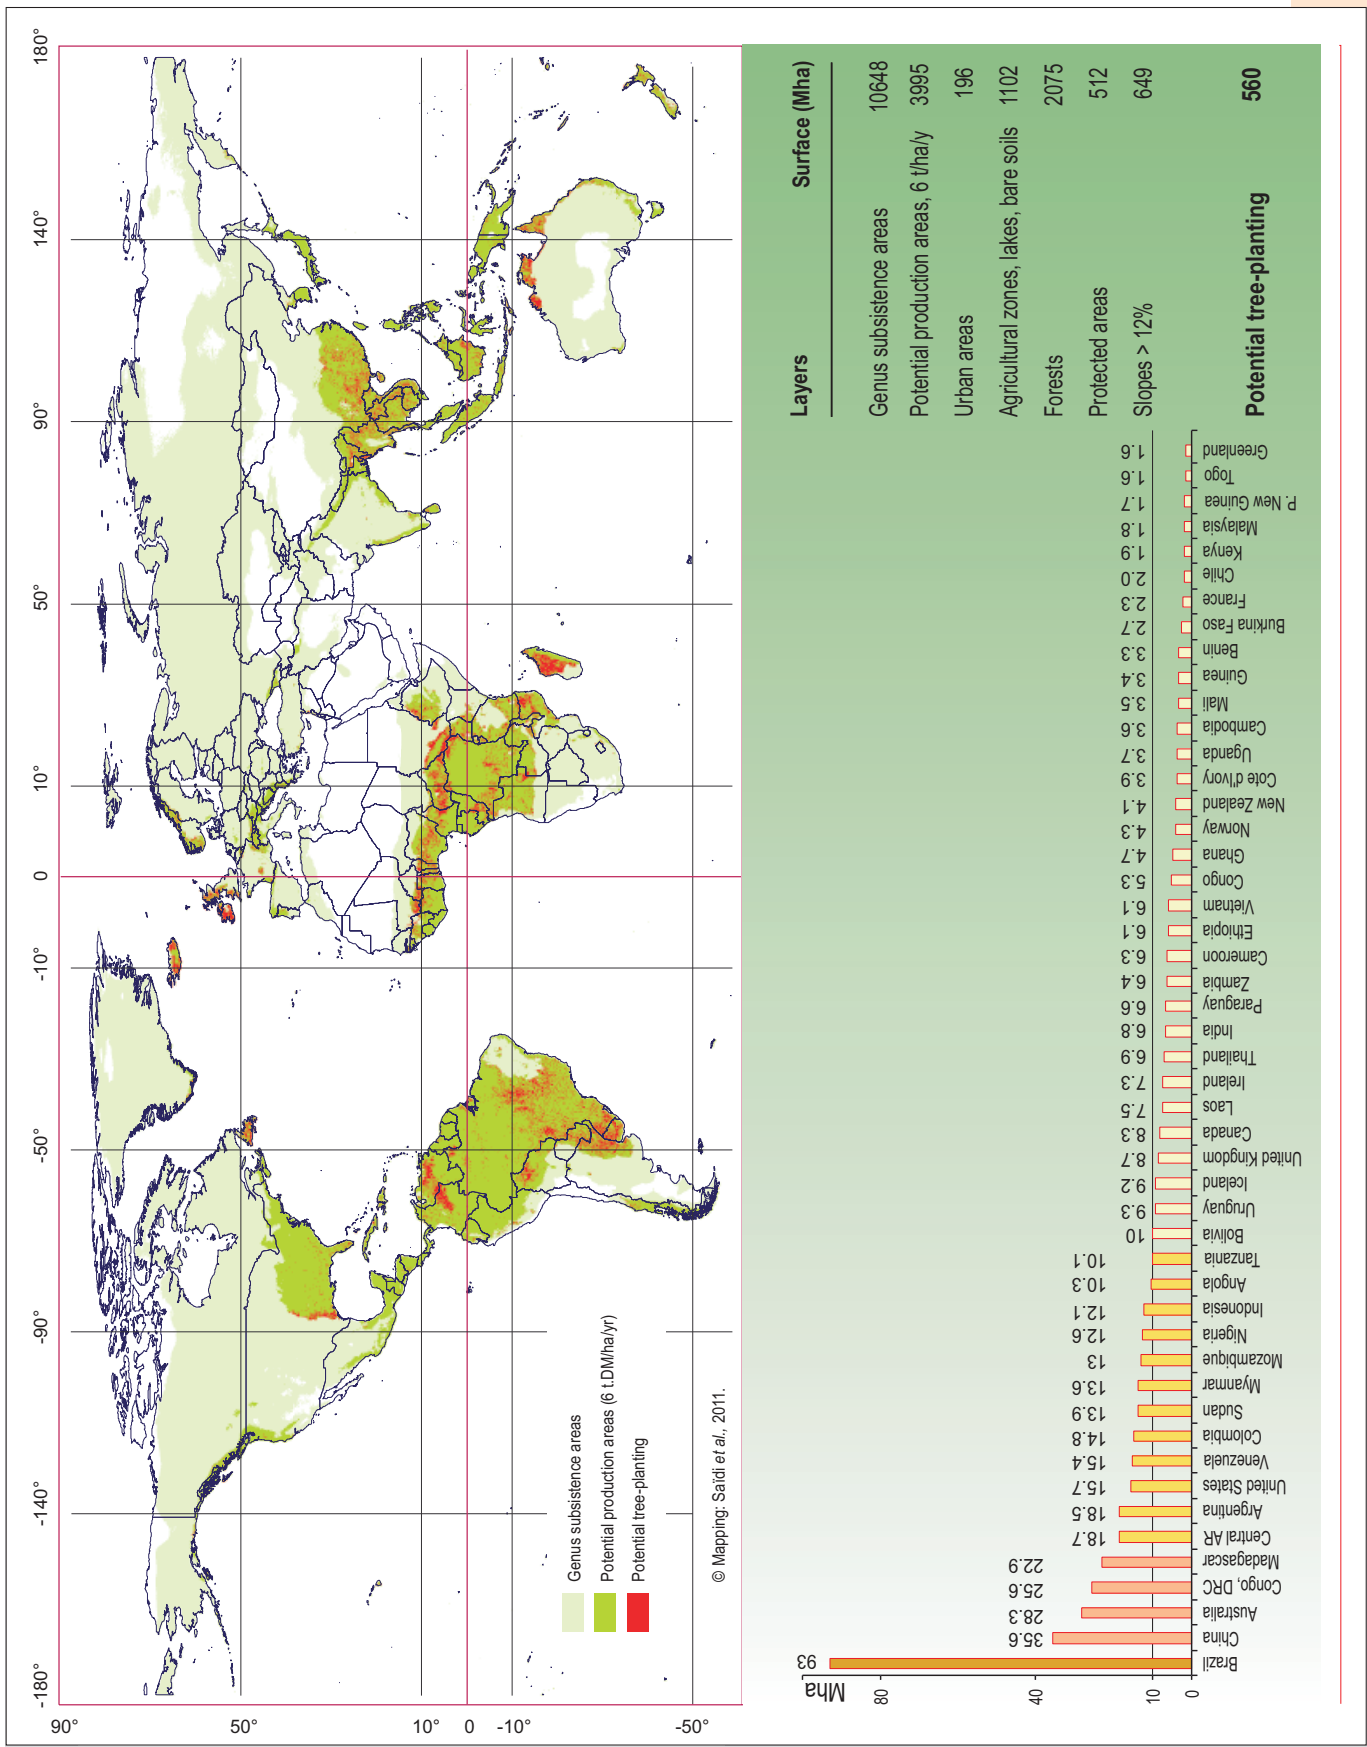 180°
140°
90°
50°
10°
0
-10°
-50°
-90°
-140°
-180°
90°
50°
10°
0
-10°
-50°
Genus subsistence areas
Potential production areas (6 t.DM/ha/yr)
Potential tree-planting
© Mapping: Saïdi et al., 2011.
Layers Surface (Mha)
Genus subsistence areas 10648
Potential production areas, 6 t/ha/y 3995
Urban areas 196
Agricultural zones, lakes, bare soils 1102
Forests 2075
Protected areas 512
Slopes > 12% 649
Potential tree-planting 560
Mha
80
40
10
0
Brazil 93
China 35.6
Australia 28.3
Congo, DRC 25.6
Madagascar 22.9
Central AR 18.7
Argentina 18.5
United States 15.7
Venezuela 15.4
Colombia 14.8
Sudan 13.9
Myanmar 13.6
Mozambique 13
Nigeria 12.6
Indonesia 12.1
Angola 10.3
Tanzania 10.1
Bolivia 10
Uruguay 9.3
Iceland 9.2
United Kingdom 8.7
Canada 8.3
Laos 7.5
Ireland 7.3
Thailand 6.9
India 6.8
Paraguay 6.6
Zambia 6.4
Cameroon 6.3
Ethiopia 6.1
Vietnam 6.1
Congo 5.3
Ghana 4.7
Norway 4.3
New Zealand 4.1
Cote d'Ivory 3.9
Uganda 3.7
Cambodia 3.6
Mali 3.5
Guinea 3.4
Benin 3.3
Burkina Faso 2.7
France 2.3
Chile 2.0
Kenya 1.9
Malaysia 1.8
P. New Guinea 1.7
Togo 1.6
Greenland 1.6